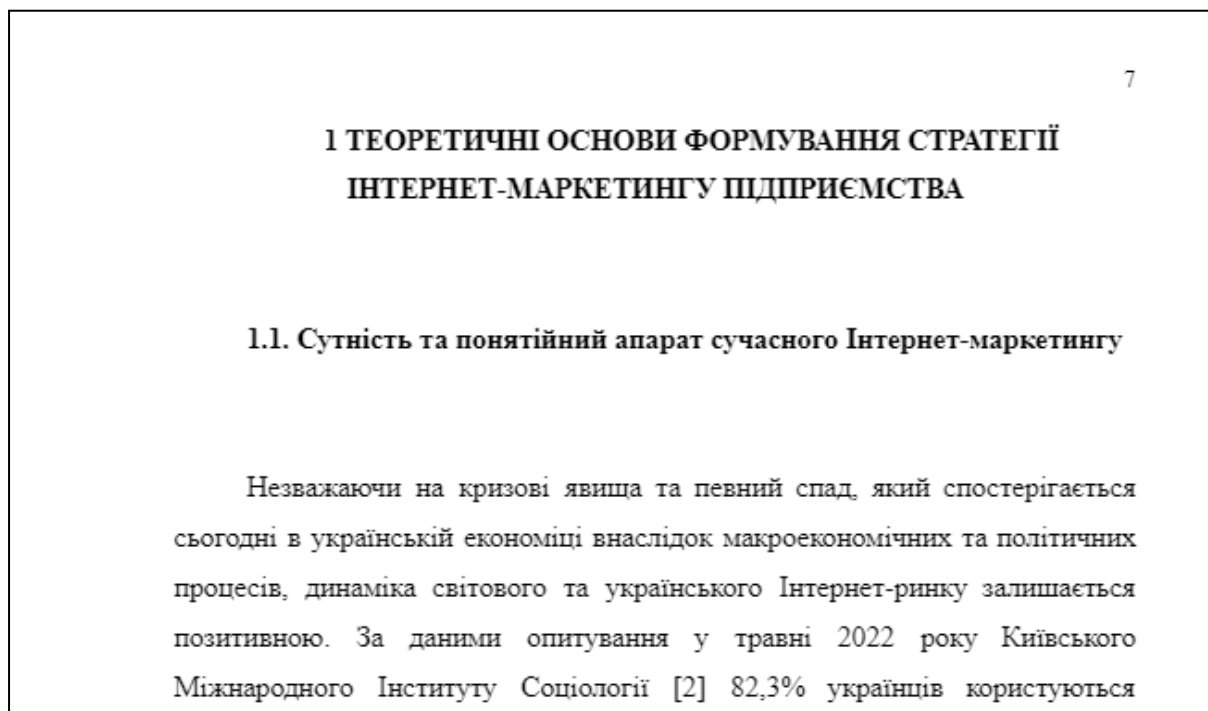 7
1 ТЕОРЕТИЧНІ ОСНОВИ ФОРМУВАННЯ СТРАТЕГІЇ
ІНТЕРНЕТ-МАРКЕТИНГУ ПІДПРИЄМСТВА
1.1. Сутність та понятійний апарат сучасного Інтернет-маркетингу
Незважаючи на кризові явища та певний спад, який спостерігається
сьогодні в українській економіці внаслідок макроекономічних та політичних
процесів, динаміка світового та українського Інтернет-ринку залишається
позитивною. За даними опитування у травні 2022 року Київського
Міжнародного Інституту Соціології [2] 82,3% українців користуються